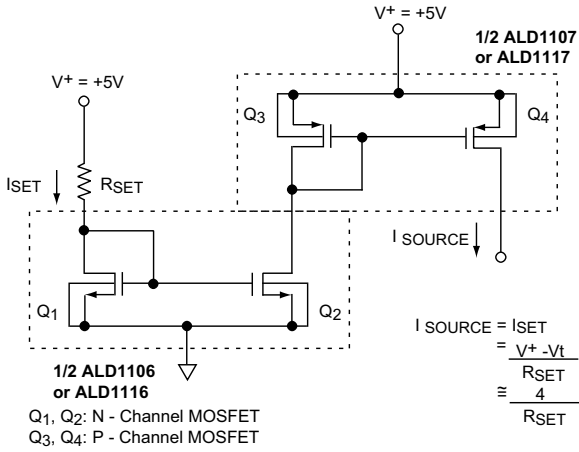 V+ = +5V
1/2 ALD1107
or ALD1117
V+ = +5V
Q3
Q4
ISET
RSET
I SOURCE
Q1
Q2
I SOURCE = ISET
= V+ -Vt
RSET
≅ 4
RSET
1/2 ALD1106
or ALD1116
Q1, Q2: N - Channel MOSFET
Q3, Q4: P - Channel MOSFET